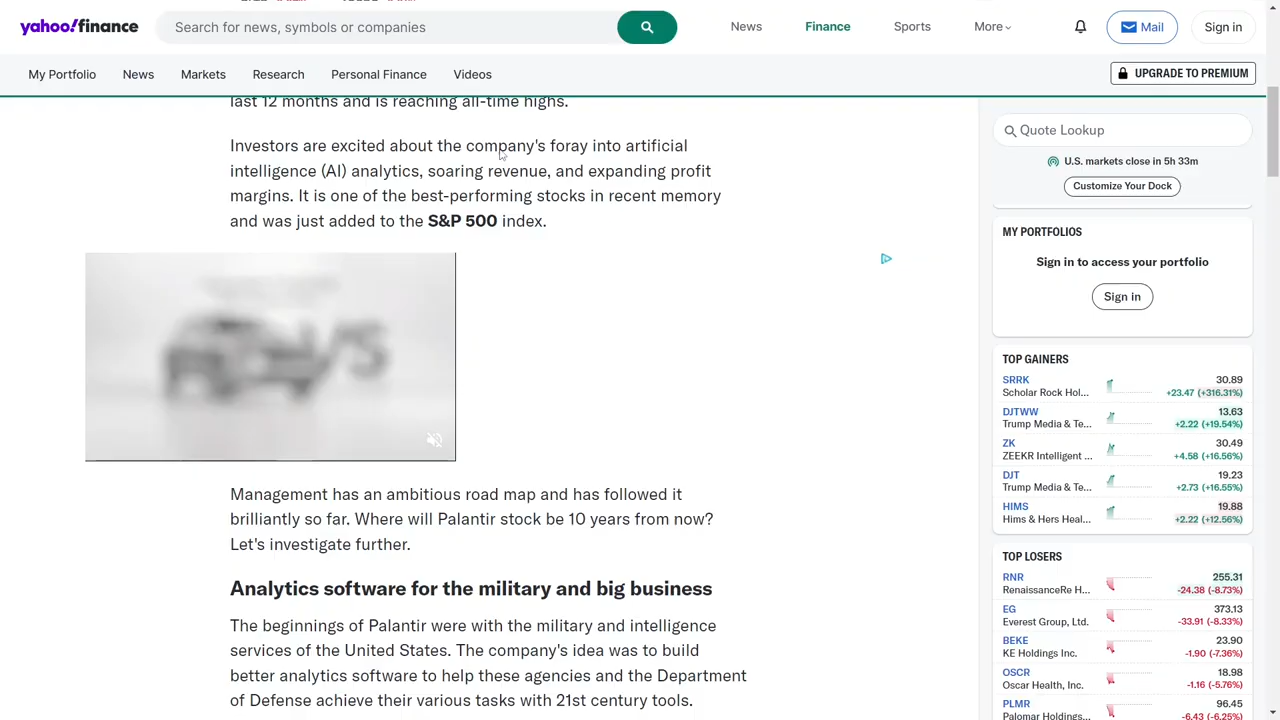 yahoo!finance
Search for news, symbols or companies
News
Finance
Sports
More
Mail
Sign in
My Portfolio
News
Markets
Research
Personal Finance
Videos
UPGRADE TO PREMIUM
last 12 months and is reaching all-time highs.
Investors are excited about the company's foray into artificial
intelligence (AI) analytics, soaring revenue, and expanding profit
margins. It is one of the best-performing stocks in recent memory
and was just added to the S&P 500 index.
Management has an ambitious road map and has followed it
brilliantly so far. Where will Palantir stock be 10 years from now?
Let's investigate further.
Analytics software for the military and big business
The beginnings of Palantir were with the military and intelligence
services of the United States. The company's idea was to build
better analytics software to help these agencies and the Department
of Defense achieve their various tasks with 21st century tools.
Quote Lookup
U.S. markets close in 5h 33m
Customize Your Dock
MY PORTFOLIOS
Sign in to access your portfolio
Sign in
TOP GAINERS
SRRK 30.89
Scholar Rock Hol... +23.47 (+316.31%)
DJTWW 13.63
Trump Media & Te... +2.22 (+19.54%)
ZK 30.49
ZEEKR Intelligent ... +4.58 (+16.56%)
DJT 19.23
Trump Media & Te... +2.73 (+16.55%)
HIMS 19.88
Hims & Hers Heal... +2.22 (+12.56%)
TOP LOSERS
RNR 255.31
RenaissanceRe H... -24.38 (-8.73%)
EG 373.13
Everest Group, Ltd. -33.91 (-8.33%)
BEKE 23.90
KE Holdings Inc. -1.90 (-7.36%)
OSCR 18.98
Oscar Health, Inc. -1.16 (-5.76%)
PLMR 96.45
Palomar Holdings... -6.43 (-6.25%)